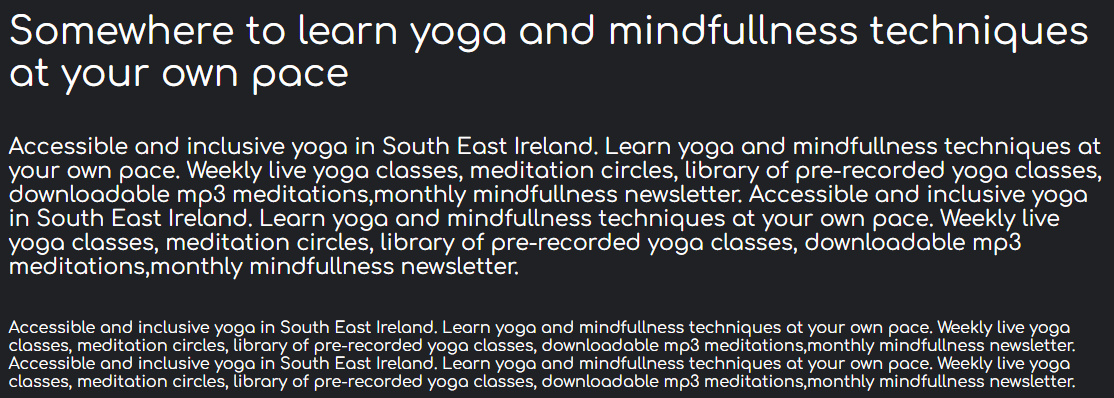 Somewhere to learn yoga and mindfullness techniques
at your own pace
Accessible and inclusive yoga in South East Ireland. Learn yoga and mindfullness techniques at
your own pace. Weekly live yoga classes, meditation circles, library of pre-recorded yoga classes,
downloadable mp3 meditations,monthly mindfullness newsletter. Accessible and inclusive yoga
in South East Ireland. Learn yoga and mindfullness techniques at your own pace. Weekly live
yoga classes, meditation circles, library of pre-recorded yoga classes, downloadable mp3
meditations,monthly mindfullness newsletter.
Accessible and inclusive yoga in South East Ireland. Learn yoga and mindfullness techniques at your own pace. Weekly live yoga
classes, meditation circles, library of pre-recorded yoga classes, downloadable mp3 meditations,monthly mindfullness newsletter.
Accessible and inclusive yoga in South East Ireland. Learn yoga and mindfullness techniques at your own pace. Weekly live yoga
classes, meditation circles, library of pre-recorded yoga classes, downloadable mp3 meditations,monthly mindfullness newsletter.